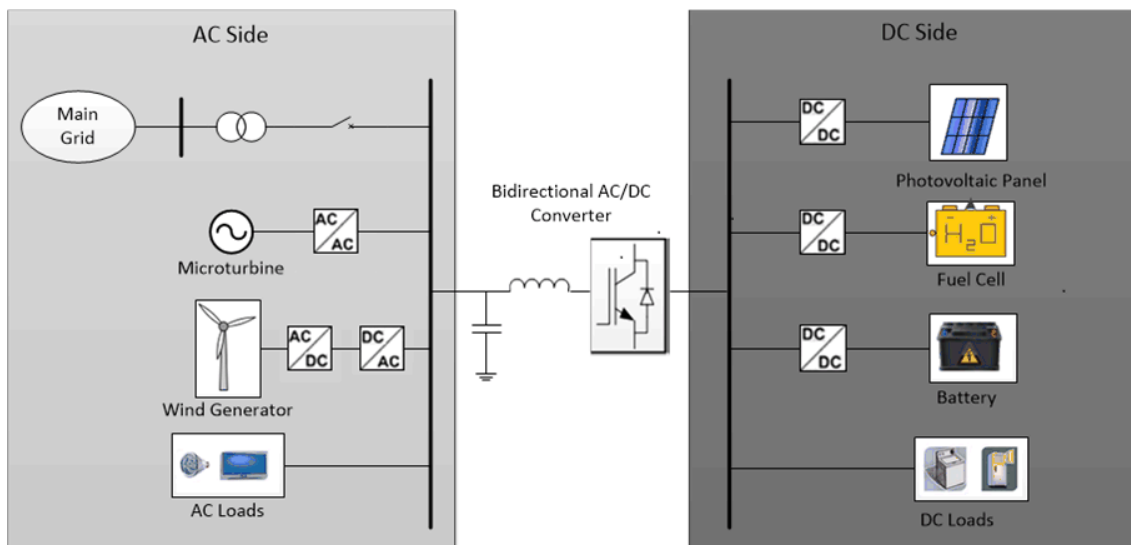 AC Side
DC Side
Main
Grid
DC
DC
Photovoltaic Panel
Bidirectional AC/DC
Converter
AC
AC
Microturbine
DC
DC
- +
H2O
Fuel Cell
AC
DC
DC
AC
Wind Generator
DC
DC
Battery
AC Loads
DC Loads